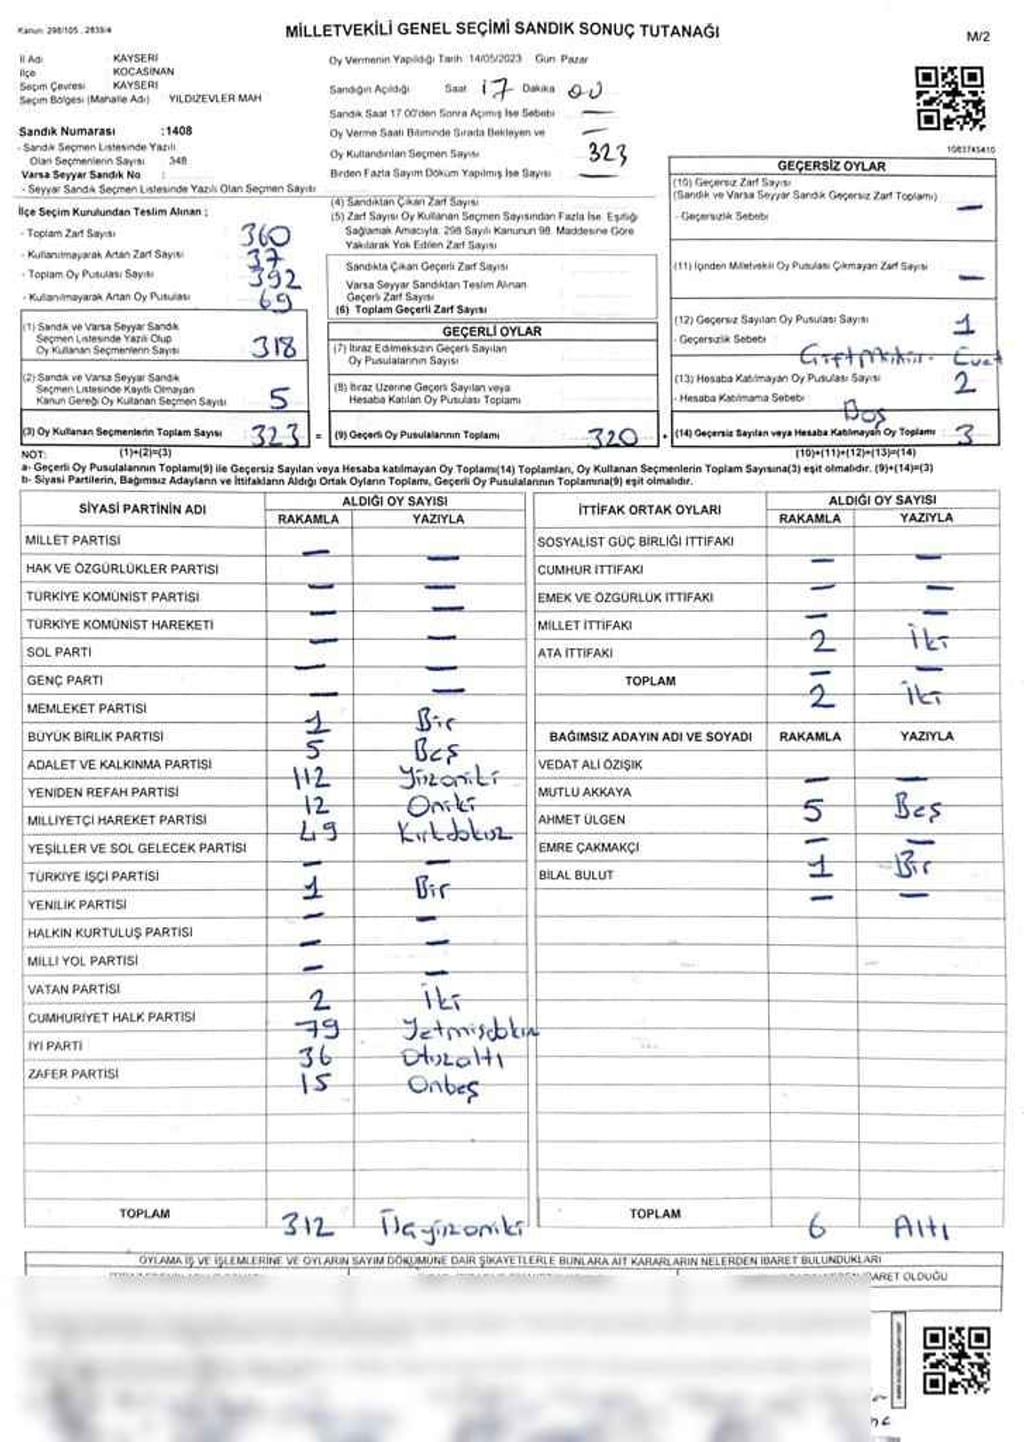 Kanun: 298/105, 2839/4
MİLLETVEKİLİ GENEL SEÇİMİ SANDIK SONUÇ TUTANAĞI
M/2
İl Adı KAYSERİ
İlçe KOCASİNAN
Seçim Çevresi KAYSERİ
Seçim Bölgesi (Mahalle Adı) YILDIZEVLER MAH
Sandık Numarası :1408
- Sandık Seçmen Listesinde Yazılı
Olan Seçmenlerin Sayısı 348
Varsa Seyyar Sandık No :
- Seyyar Sandık Seçmen Listesinde Yazılı Olan Seçmen Sayısı
Oy Vermenin Yapıldığı Tarih 14/05/2023 Gün Pazar
Sandığın Açıldığı Saat 17 Dakika 00
Sandık Saat 17.00'den Sonra Açılmış İse Sebebi —
Oy Verme Saati Bitiminde Sırada Bekleyen ve —
Oy Kullandırılan Seçmen Sayısı 323
Birden Fazla Sayım Döküm Yapılmış İse Sayısı —
1083745410
İlçe Seçim Kurulundan Teslim Alınan ;
- Toplam Zarf Sayısı 360
- Kullanılmayarak Artan Zarf Sayısı 37
- Toplam Oy Pusulası Sayısı 392
- Kullanılmayarak Artan Oy Pusulası 69
(1) Sandık ve Varsa Seyyar Sandık
Seçmen Listesinde Yazılı Olup
Oy Kullanan Seçmenlerin Sayısı 318
(2) Sandık ve Varsa Seyyar Sandık
Seçmen Listesinde Kayıtlı Olmayan
Kanun Gereği Oy Kullanan Seçmen Sayısı 5
(3) Oy Kullanan Seçmenlerin Toplam Sayısı 323 =
(4) Sandıktan Çıkan Zarf Sayısı
(5) Zarf Sayısı Oy Kullanan Seçmen Sayısından Fazla İse, Eşitliği
Sağlamak Amacıyla, 298 Sayılı Kanunun 98. Maddesine Göre
Yakılarak Yok Edilen Zarf Sayısı
Sandıkta Çıkan Geçerli Zarf Sayısı
Varsa Seyyar Sandıktan Teslim Alınan
Geçerli Zarf Sayısı
(6) Toplam Geçerli Zarf Sayısı
GEÇERLİ OYLAR
(7) İtiraz Edilmeksizin Geçerli Sayılan
Oy Pusulalarının Sayısı
(8) İtiraz Üzerine Geçerli Sayılan veya
Hesaba Katılan Oy Pusulası Toplamı
(9) Geçerli Oy Pusulalarının Toplamı 320 +
GEÇERSİZ OYLAR
(10) Geçersiz Zarf Sayısı
(Sandık ve Varsa Seyyar Sandık Geçersiz Zarf Toplamı)
- Geçersizlik Sebebi —
(11) İçinden Milletvekili Oy Pusulası Çıkmayan Zarf Sayısı —
(12) Geçersiz Sayılan Oy Pusulası Sayısı 1
- Geçersizlik Sebebi Evet
(13) Hesaba Katılmayan Oy Pusulası Sayısı 2
- Hesaba Katılmama Sebebi Boş
(14) Geçersiz Sayılan veya Hesaba Katılmayan Oy Toplamı 3
NOT: (1)+(2)=(3) (10)+(11)+(12)+(13)=(14)
a- Geçerli Oy Pusulalarının Toplamı(9) ile Geçersiz Sayılan veya Hesaba katılmayan Oy Toplamı(14) Toplamları, Oy Kullanan Seçmenlerin Toplam Sayısına(3) eşit olmalıdır. (9)+(14)=(3)
b- Siyasi Partilerin, Bağımsız Adayların ve İttifakların Aldığı Ortak Oyların Toplamı, Geçerli Oy Pusulalarının Toplamına(9) eşit olmalıdır.
SİYASİ PARTİNİN ADI ALDIĞI OY SAYISI
RAKAMLA YAZIYLA
MİLLET PARTİSİ — —
HAK VE ÖZGÜRLÜKLER PARTİSİ — —
TÜRKİYE KOMÜNİST PARTİSİ — —
TÜRKİYE KOMÜNİST HAREKETİ — —
SOL PARTİ — —
GENÇ PARTİ — —
MEMLEKET PARTİSİ 1 Bir
BÜYÜK BİRLİK PARTİSİ 5 Beş
ADALET VE KALKINMA PARTİSİ 112 Yüzoniki
YENİDEN REFAH PARTİSİ 12 Oniki
MİLLİYETÇİ HAREKET PARTİSİ 49 Kırkdokuz
YEŞİLLER VE SOL GELECEK PARTİSİ — —
TÜRKİYE İŞÇİ PARTİSİ 1 Bir
YENİLİK PARTİSİ — —
HALKIN KURTULUŞ PARTİSİ — —
MİLLİ YOL PARTİSİ — —
VATAN PARTİSİ 2 İki
CUMHURİYET HALK PARTİSİ 79 Yetmişdokuz
İYİ PARTİ 36 Otuzaltı
ZAFER PARTİSİ 15 Onbeş
TOPLAM 312 Üçyüzoniki
İTTİFAK ORTAK OYLARI ALDIĞI OY SAYISI
RAKAMLA YAZIYLA
SOSYALİST GÜÇ BİRLİĞİ İTTİFAKI — —
CUMHUR İTTİFAKI — —
EMEK VE ÖZGÜRLÜK İTTİFAKI — —
MİLLET İTTİFAKI 2 İki
ATA İTTİFAKI — —
TOPLAM 2 İki
BAĞIMSIZ ADAYIN ADI VE SOYADI RAKAMLA YAZIYLA
VEDAT ALİ ÖZIŞIK — —
MUTLU AKKAYA 5 Beş
AHMET ÜLGEN — —
EMRE ÇAKMAKÇI 1 Bir
BİLAL BULUT — —
TOPLAM 6 Altı
OYLAMA İŞ VE İŞLEMLERİNE VE OYLARIN SAYIM DÖKÜMÜNE DAİR ŞİKAYETLERLE BUNLARA AİT KARARLARIN NELERDEN İBARET BULUNDUKLARI
ARET OLDUĞU